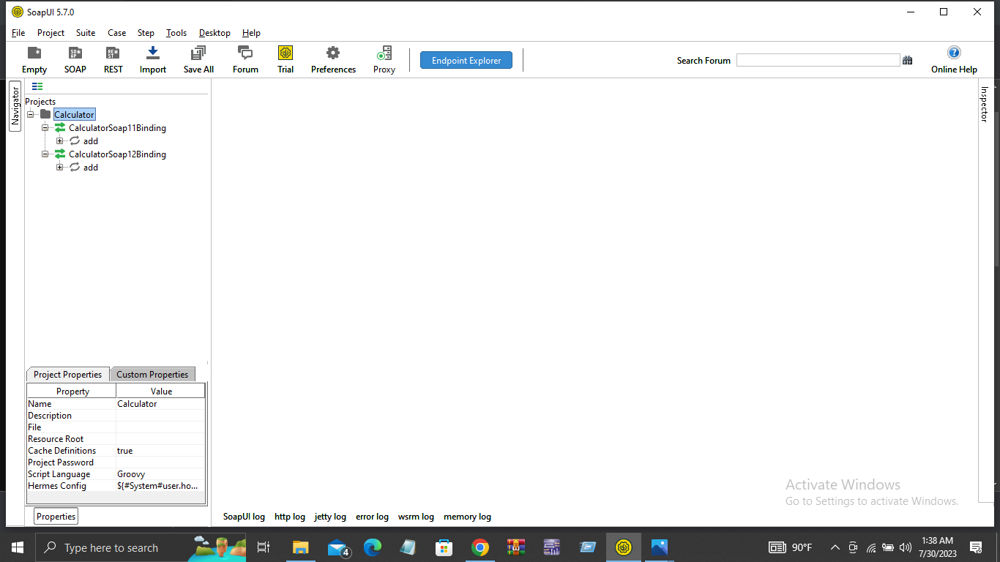 SoapUI 5.7.0
File Project Suite Case Step Tools Desktop Help
SO AP
RE ST
Empty SOAP REST Import Save All Forum Trial Preferences Proxy
Endpoint Explorer
Search Forum
?
Online Help
Navigator
Projects
Calculator
CalculatorSoap11Binding
add
CalculatorSoap12Binding
add
Inspector
Project Properties Custom Properties
Property Value
Name Calculator
Description
File
Resource Root
Cache Definitions true
Project Password
Script Language Groovy
Hermes Config ${#System#user.ho...
Properties
SoapUI log http log jetty log error log wsrm log memory log
Activate Windows
Go to Settings to activate Windows.
Type here to search
4
90°F
1:38 AM
7/30/2023